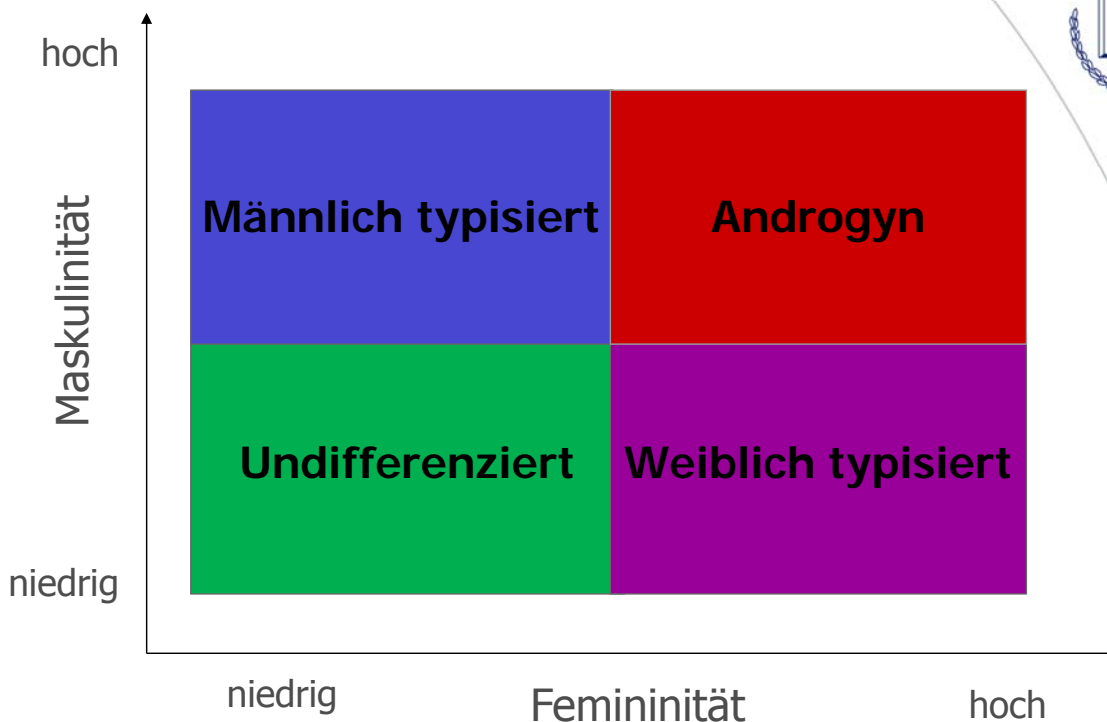 hoch
Maskulinität
Männlich typisiert
Androgyn
Undifferenziert
Weiblich typisiert
niedrig
niedrig
Femininität
hoch